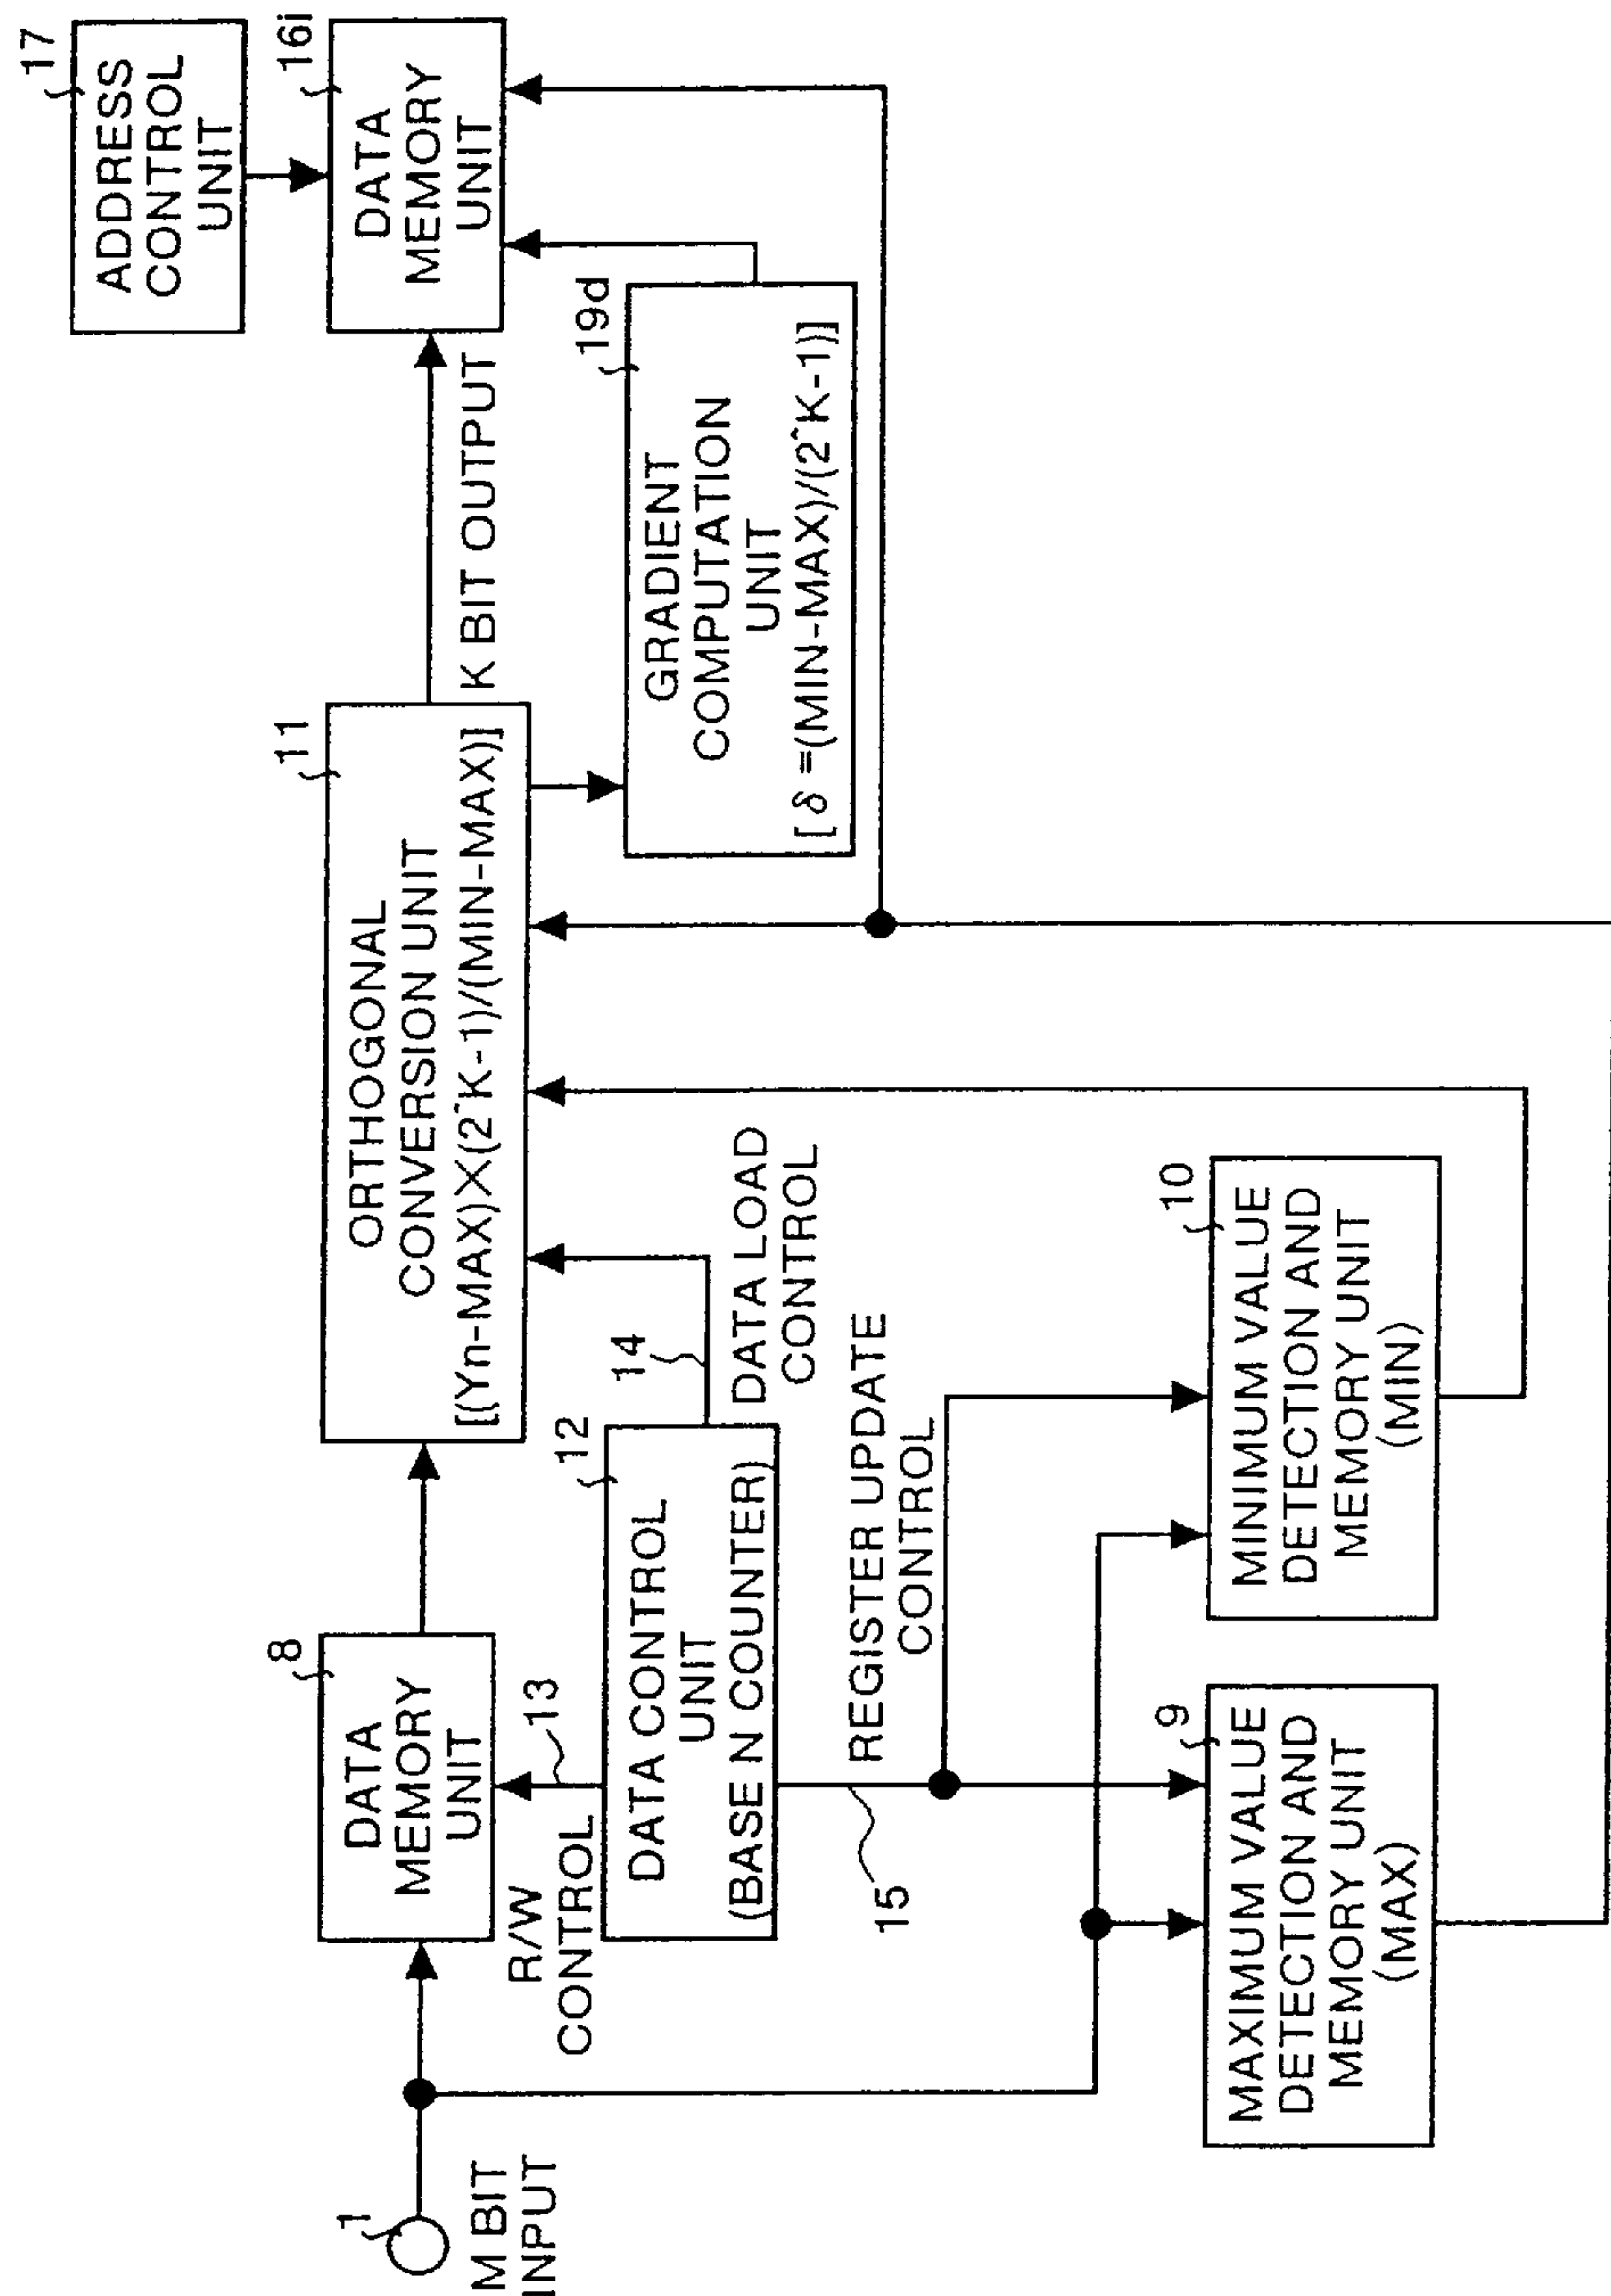 1
M BIT
INPUT
8
DATA
MEMORY
UNIT
R/W
CONTROL
13
12
DATA CONTROL
UNIT
(BASE N COUNTER)
14
DATA LOAD
CONTROL
15
REGISTER UPDATE
CONTROL
9
MAXIMUM VALUE
DETECTION AND
MEMORY UNIT
(MAX)
10
MINIMUM VALUE
DETECTION AND
MEMORY UNIT
(MIN)
11
ORTHOGONAL
CONVERSION UNIT
[(Yn-MAX)X(2^K-1)/(MIN-MAX)]
K BIT OUTPUT
19d
GRADIENT
COMPUTATION
UNIT
[ δ =(MIN-MAX)/(2^K-1)]
17
ADDRESS
CONTROL
UNIT
16i
DATA
MEMORY
UNIT